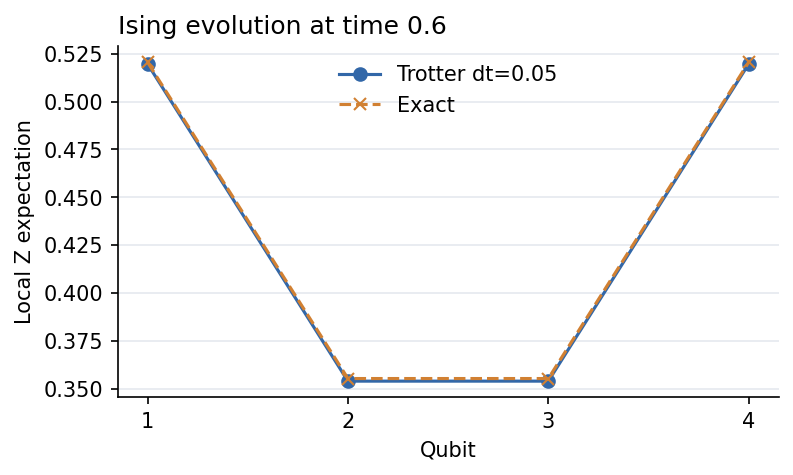 Ising evolution at time 0.6
Trotter dt=0.05
Exact
Local Z expectation
0.525
0.500
0.475
0.450
0.425
0.400
0.375
0.350
1 2 3 4
Qubit